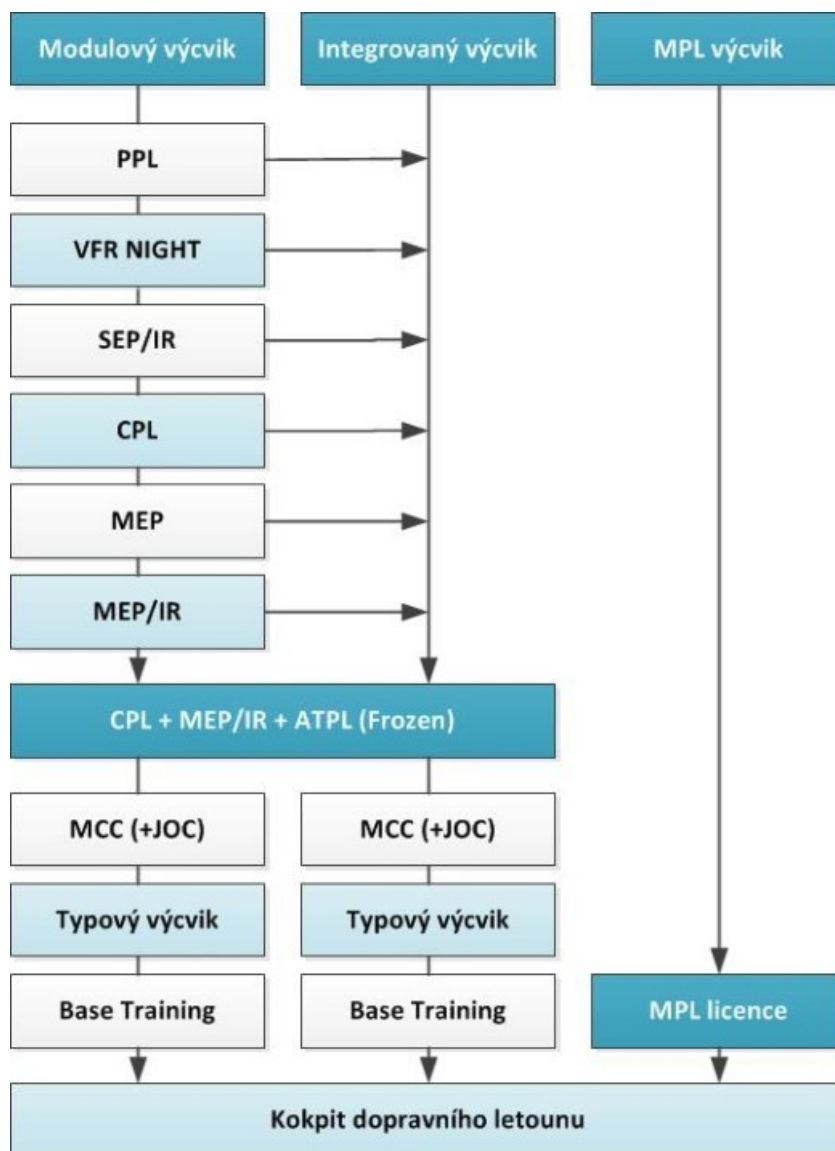 Modulový výcvik
Integrovaný výcvik
MPL výcvik
PPL
VFR NIGHT
SEP/IR
CPL
MEP
MEP/IR
CPL + MEP/IR + ATPL (Frozen)
MCC (+JOC)
MCC (+JOC)
Typový výcvik
Typový výcvik
Base Training
Base Training
MPL licence
Kokpit dopravního letounu